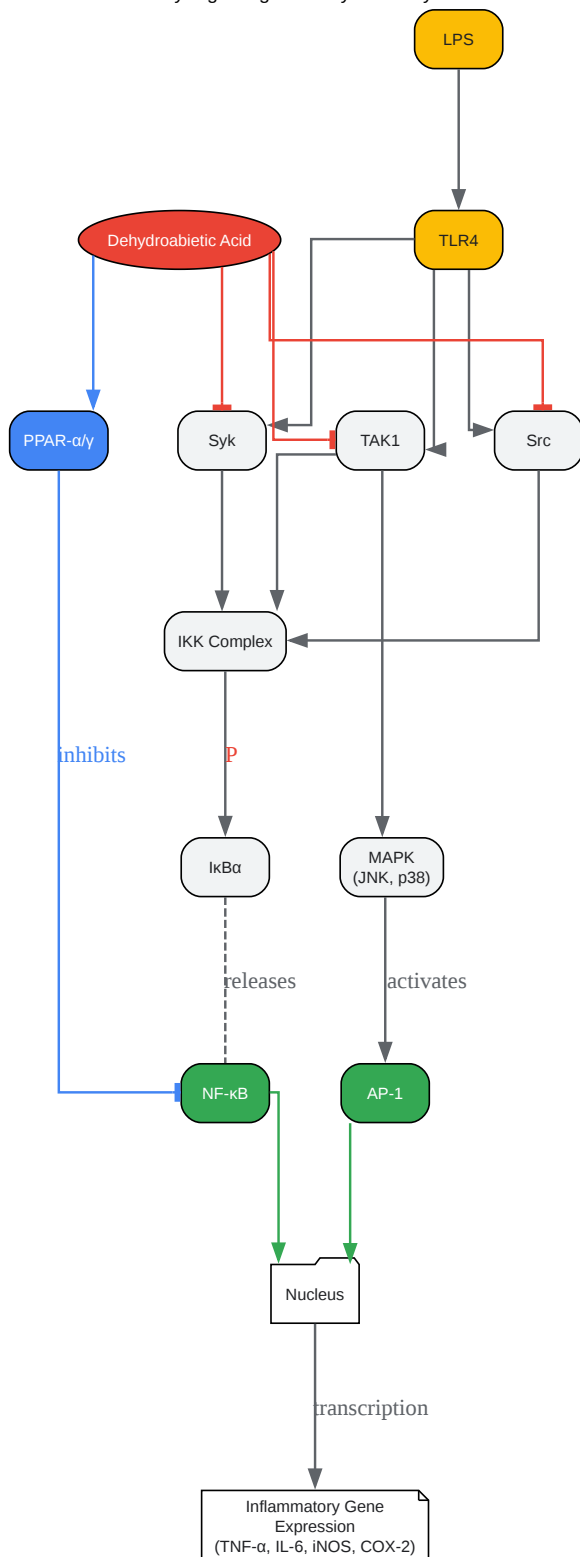 LPS
Dehydroabietic Acid
TLR4
PPAR-α/γ
Syk
TAK1
Src
IKK Complex
inhibits
P
IκBα
MAPK
(JNK, p38)
releases
activates
NF-κB
AP-1
Nucleus
transcription
Inflammatory Gene
Expression
(TNF-α, IL-6, iNOS, COX-2)